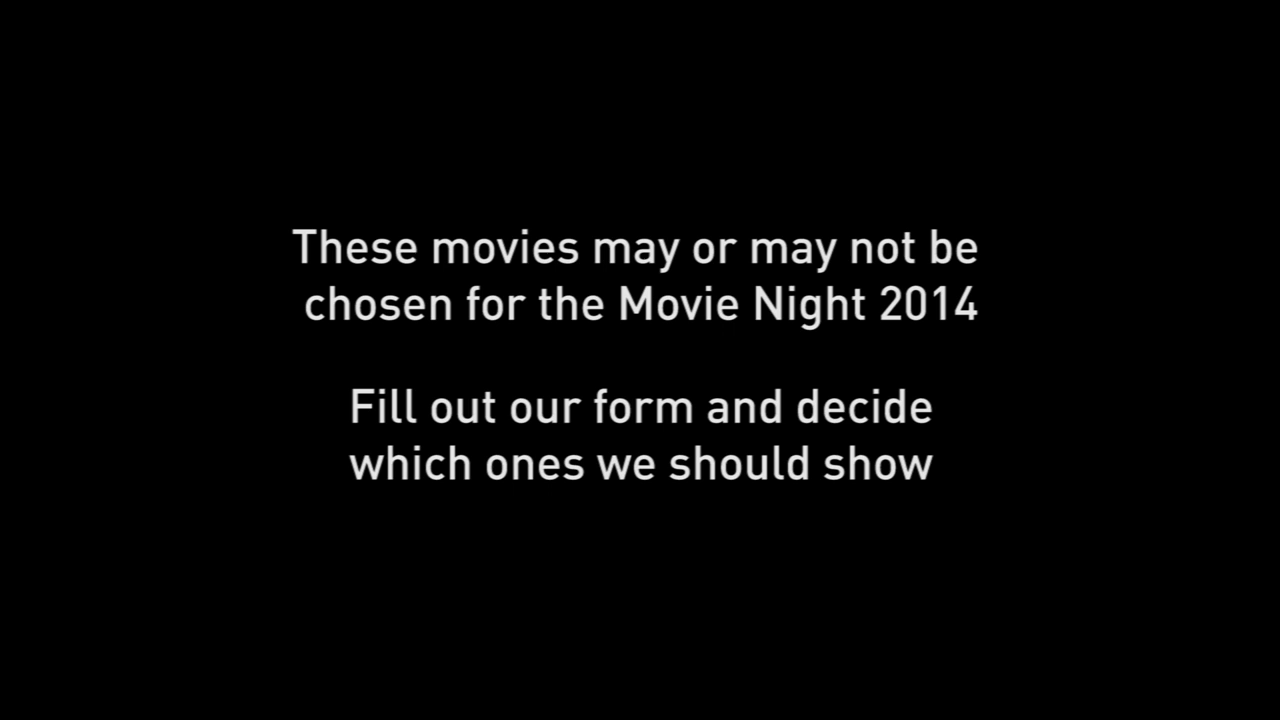 These movies may or may not be
chosen for the Movie Night 2014
Fill out our form and decide
which ones we should show